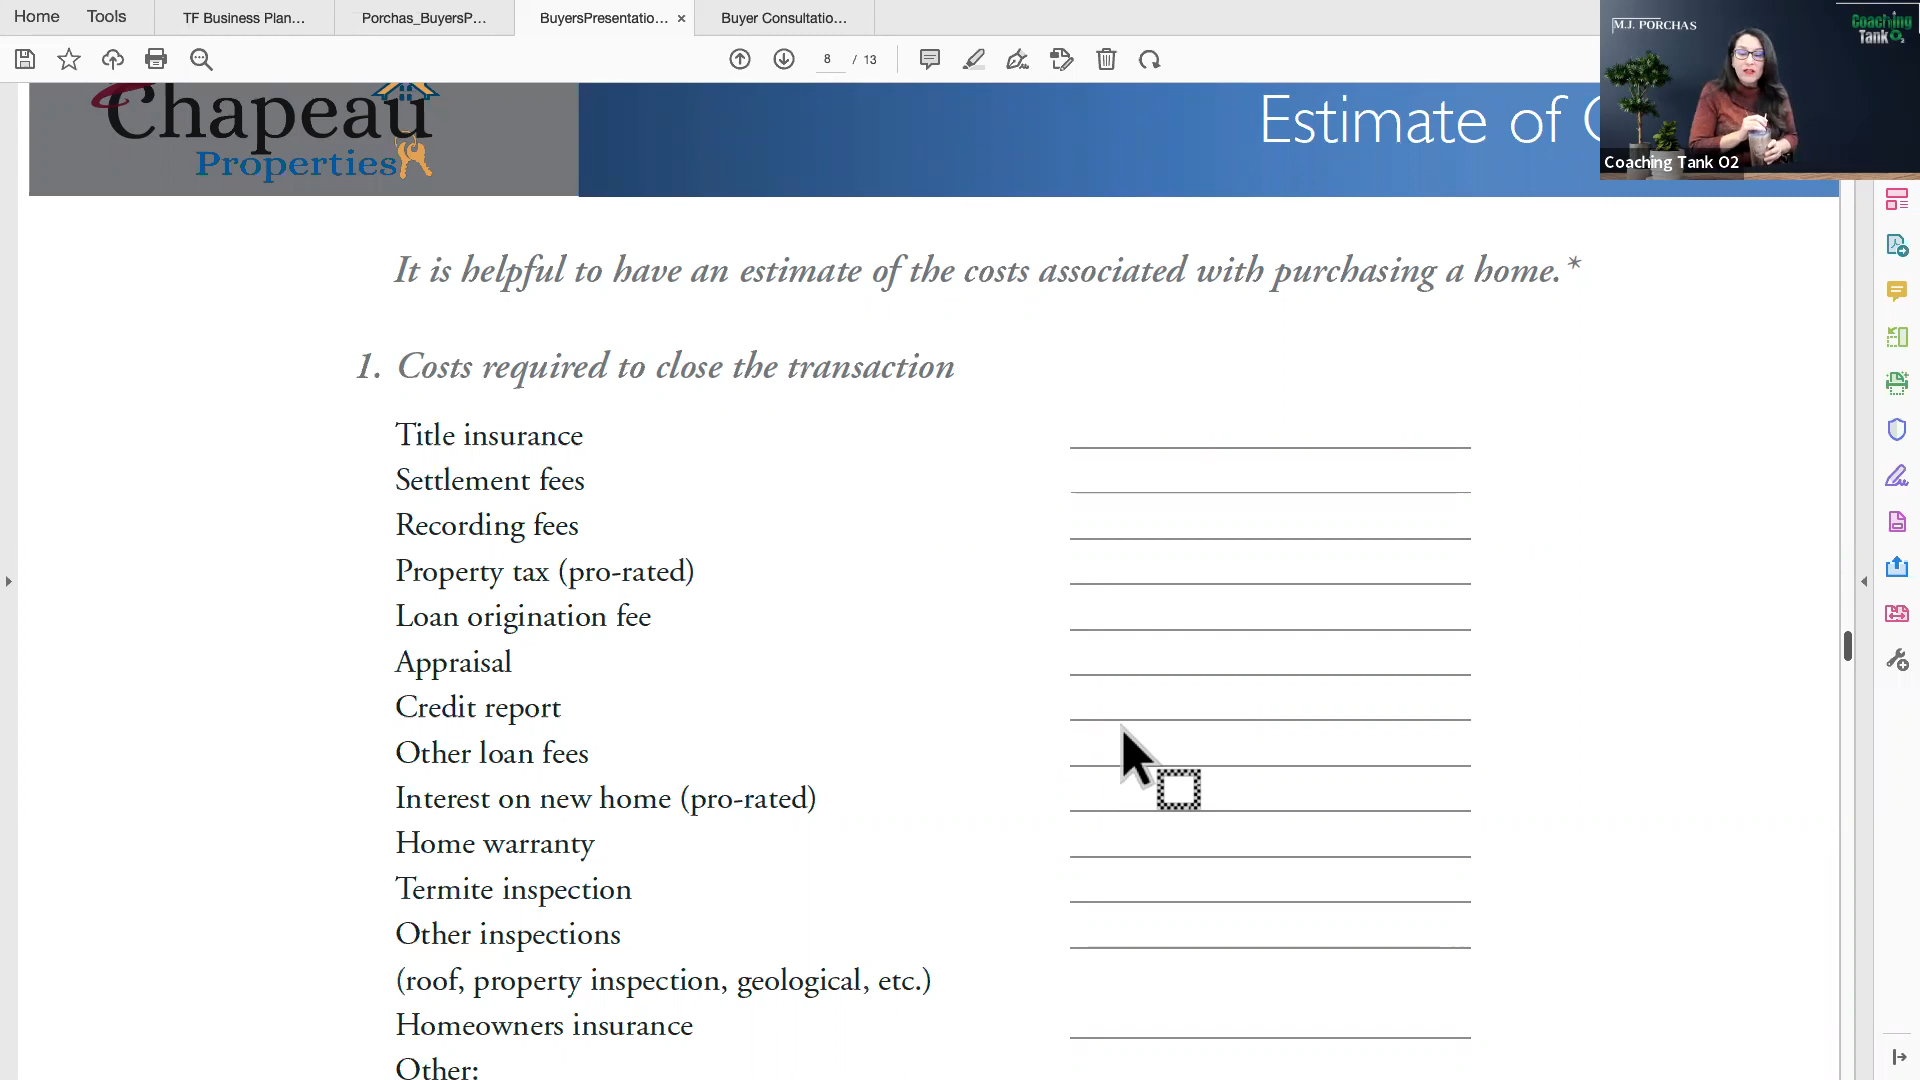 Home
Tools
TF Business Plan...
Porchas_BuyersP...
BuyersPresentatio...
Buyer Consultatio...
8 / 13
M.J. PORCHAS
Coaching
Tank O2
Coaching Tank O2
Chapeau
Properties
Estimate of
It is helpful to have an estimate of the costs associated with purchasing a home.*
1. Costs required to close the transaction
Title insurance
Settlement fees
Recording fees
Property tax (pro-rated)
Loan origination fee
Appraisal
Credit report
Other loan fees
Interest on new home (pro-rated)
Home warranty
Termite inspection
Other inspections
(roof, property inspection, geological, etc.)
Homeowners insurance
Other: